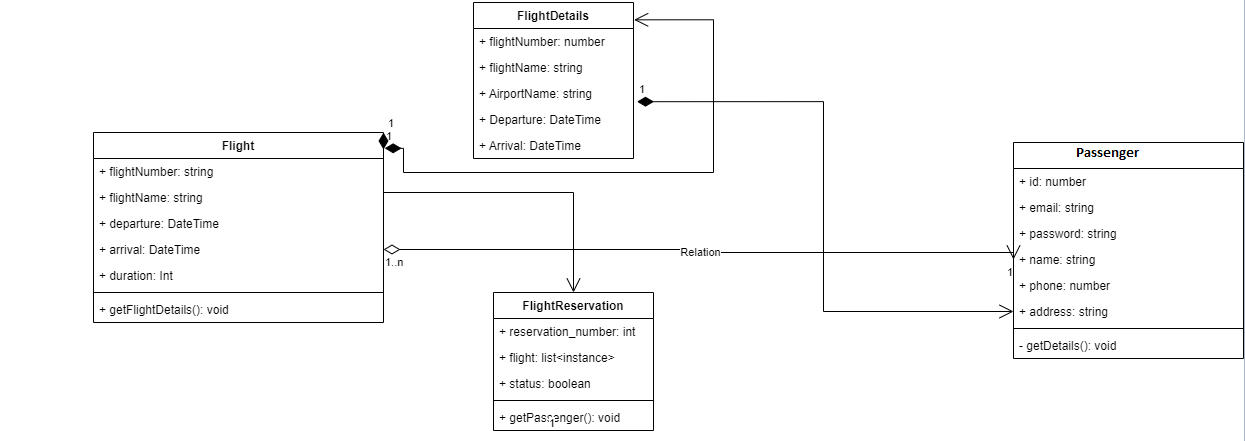 FlightDetails
+ flightNumber: number
+ flightName: string
+ AirportName: string
+ Departure: DateTime
+ Arrival: DateTime
1
1
1
Flight
+ flightNumber: string
+ flightName: string
+ departure: DateTime
+ arrival: DateTime
+ duration: Int
+ getFlightDetails(): void
1..n
Relation
1
FlightReservation
+ reservation_number: int
+ flight: list<instance>
+ status: boolean
+ getPassenger(): void
1
Passenger
+ id: number
+ email: string
+ password: string
+ name: string
+ phone: number
+ address: string
- getDetails(): void